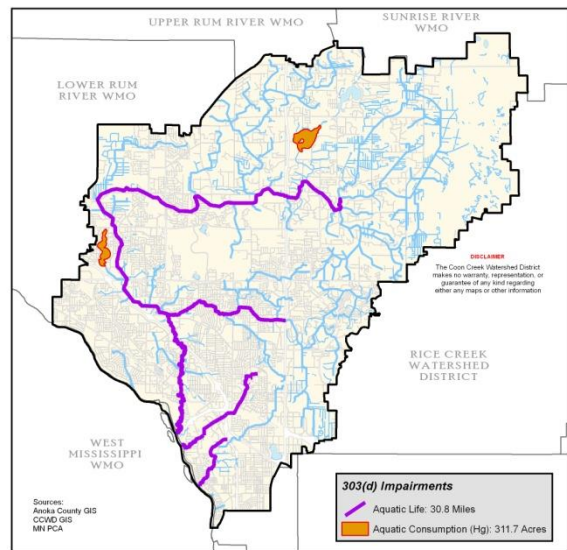 UPPER RUM RIVER WMO
SUNRISE RIVER
WMO
LOWER RUM
RIVER WMO
DISCLAIMER
The Coon Creek Watershed District
makes no warranty, representation, or
guarantee of any kind regarding
either any maps or other information
RICE CREEK
WATERSHED
DISTRICT
WEST
MISSISSIPPI
WMO
Sources:
Anoka County GIS
CCWD GIS
MN PCA
303(d) Impairments
Aquatic Life: 30.8 Miles
Aquatic Consumption (Hg): 311.7 Acres